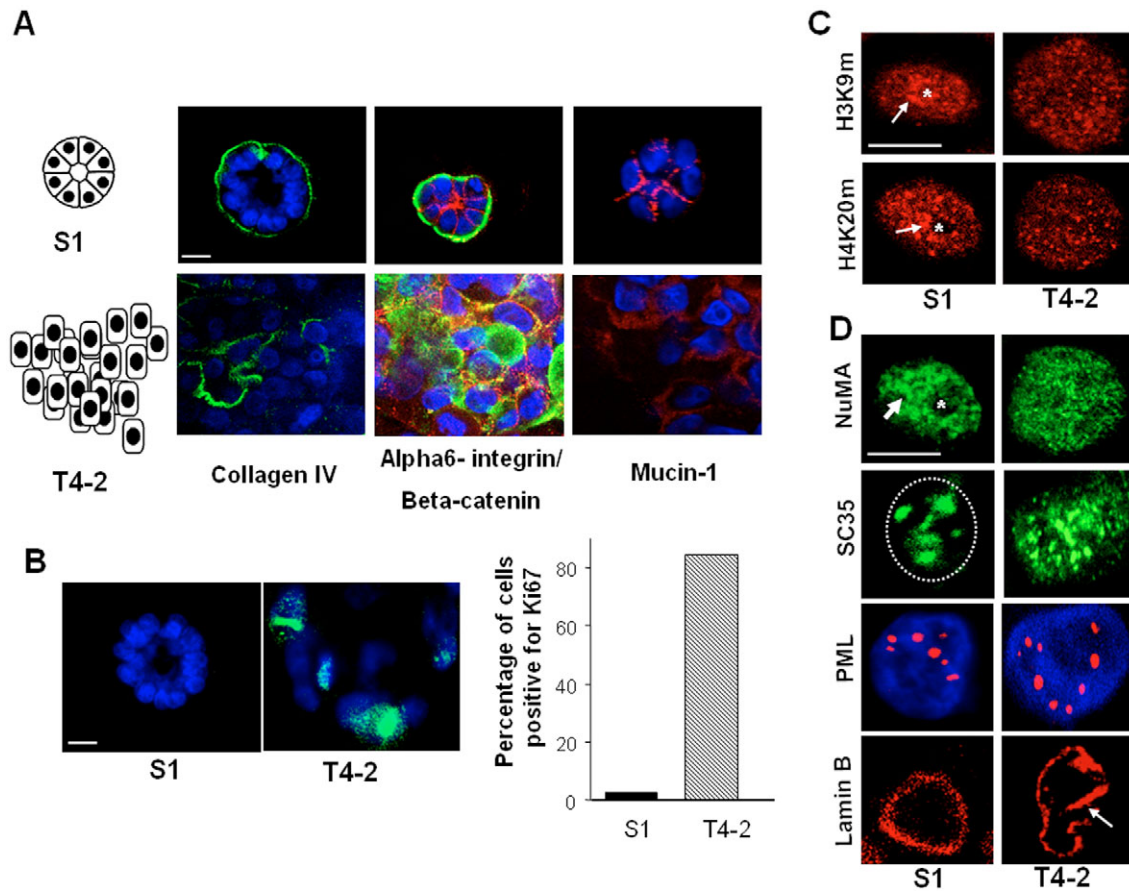 A
S1
T4-2
Collagen IV
Alpha6- integrin/
Beta-catenin
Mucin-1
B
S1
T4-2
Percentage of cells
positive for Ki67
80
60
40
20
0
S1
T4-2
C
H3K9m
*
H4K20m
*
S1
T4-2
D
NuMA
*
SC35
PML
Lamin B
S1
T4-2